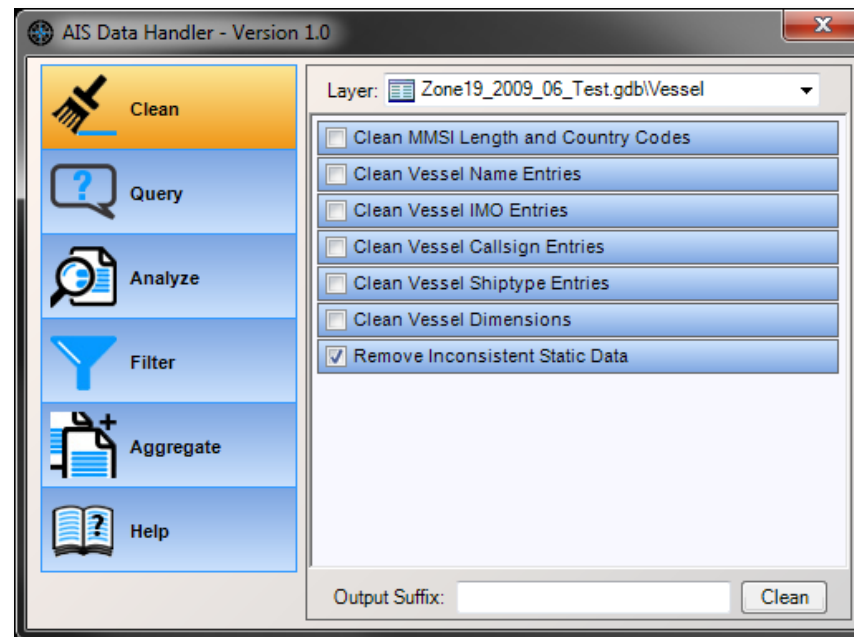 AIS Data Handler - Version 1.0
Clean
Query
Analyze
Filter
Aggregate
Help
Layer: Zone19_2009_06_Test.gdb\Vessel
Clean MMSI Length and Country Codes
Clean Vessel Name Entries
Clean Vessel IMO Entries
Clean Vessel Callsign Entries
Clean Vessel Shiptype Entries
Clean Vessel Dimensions
Remove Inconsistent Static Data
Output Suffix: Clean